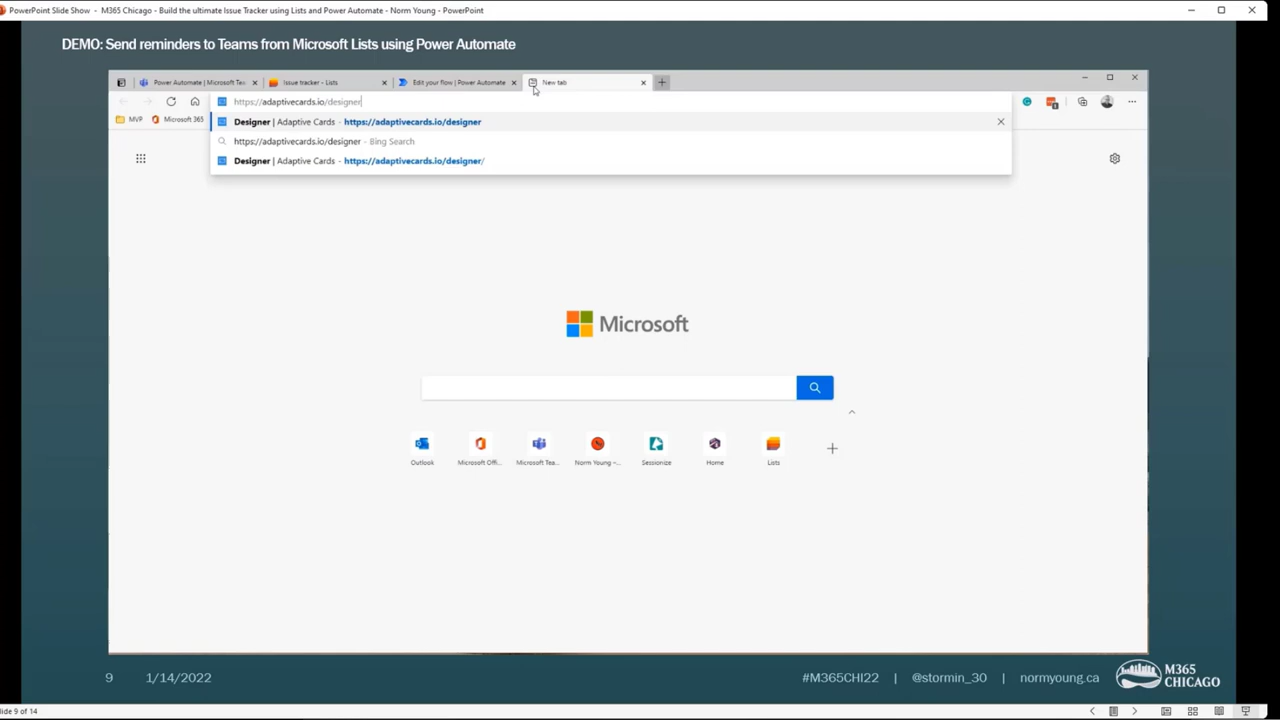 PowerPoint Slide Show - M365 Chicago - Build the ultimate Issue Tracker using Lists and Power Automate - Norm Young - PowerPoint
DEMO: Send reminders to Teams from Microsoft Lists using Power Automate
Power Automate | Microsoft Tea
Issue tracker - Lists
Edit your flow | Power Automate
New tab
https://adaptivecards.io/designer
MVP
Microsoft 365
Designer | Adaptive Cards - https://adaptivecards.io/designer
https://adaptivecards.io/designer - Bing Search
Designer | Adaptive Cards - https://adaptivecards.io/designer/
Microsoft
Outlook
Microsoft Offi...
Microsoft Tea...
Norm Young –...
Sessionize
Home
Lists
9
1/14/2022
#M365CHI22 | @stormin_30 | normyoung.ca
M365
CHICAGO
Slide 9 of 14